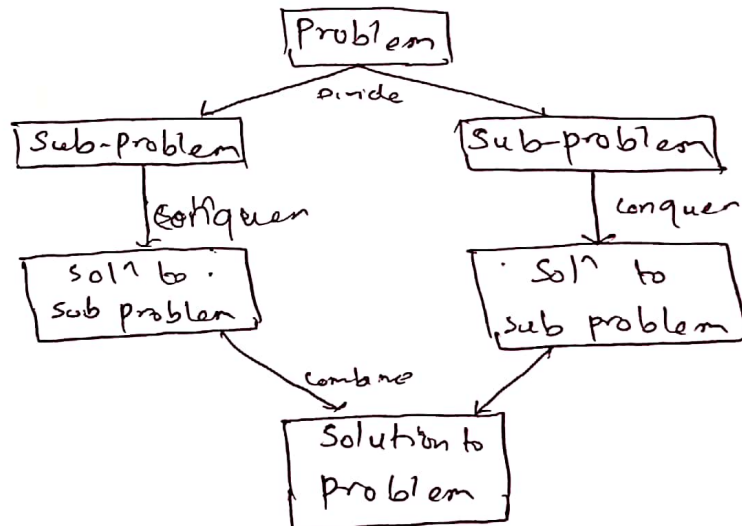 Problem
Divide
Sub-Problem
Sub-problem
conquer
conquer
Sol^n to
sub problem
Sol^n to
sub problem
combine
Solution to
problem